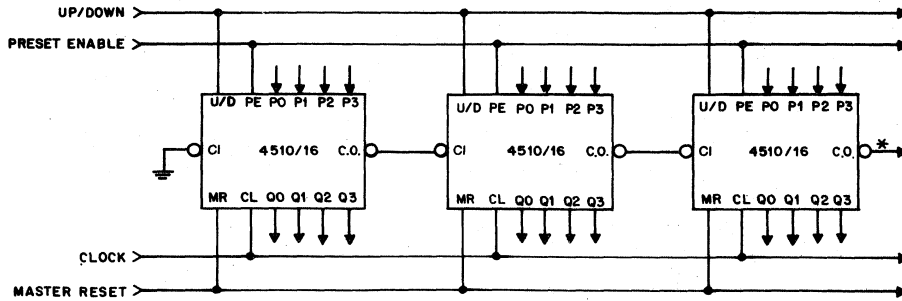 UP/DOWN
PRESET ENABLE
U/D PE P0 P1 P2 P3
U/D PE P0 P1 P2 P3
U/D PE P0 P1 P2 P3
CI 4510/16 C.O.
CI 4510/16 C.O.
CI 4510/16 C.O. *
MR CL Q0 Q1 Q2 Q3
MR CL Q0 Q1 Q2 Q3
MR CL Q0 Q1 Q2 Q3
CLOCK
MASTER RESET